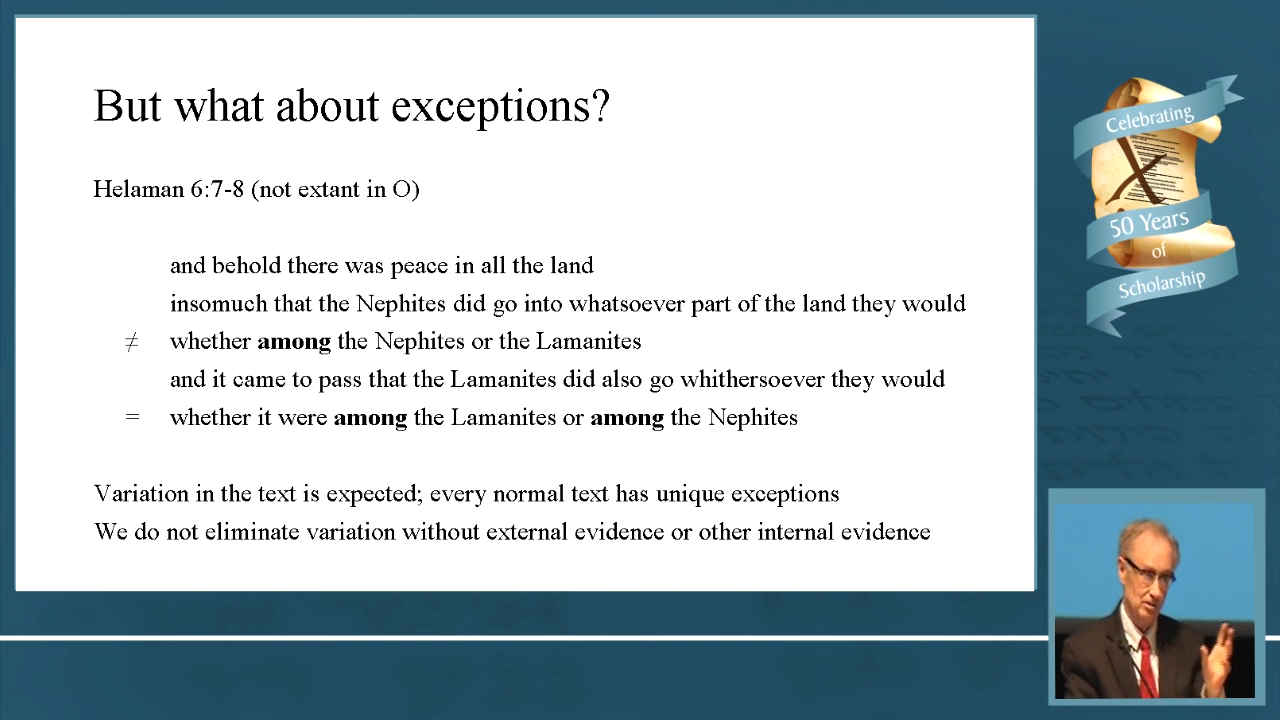 But what about exceptions?
Helaman 6:7-8 (not extant in O)
and behold there was peace in all the land
insomuch that the Nephites did go into whatsoever part of the land they would
≠ whether among the Nephites or the Lamanites
and it came to pass that the Lamanites did also go whithersoever they would
= whether it were among the Lamanites or among the Nephites
Variation in the text is expected; every normal text has unique exceptions
We do not eliminate variation without external evidence or other internal evidence
Celebrating
50 Years
of
Scholarship